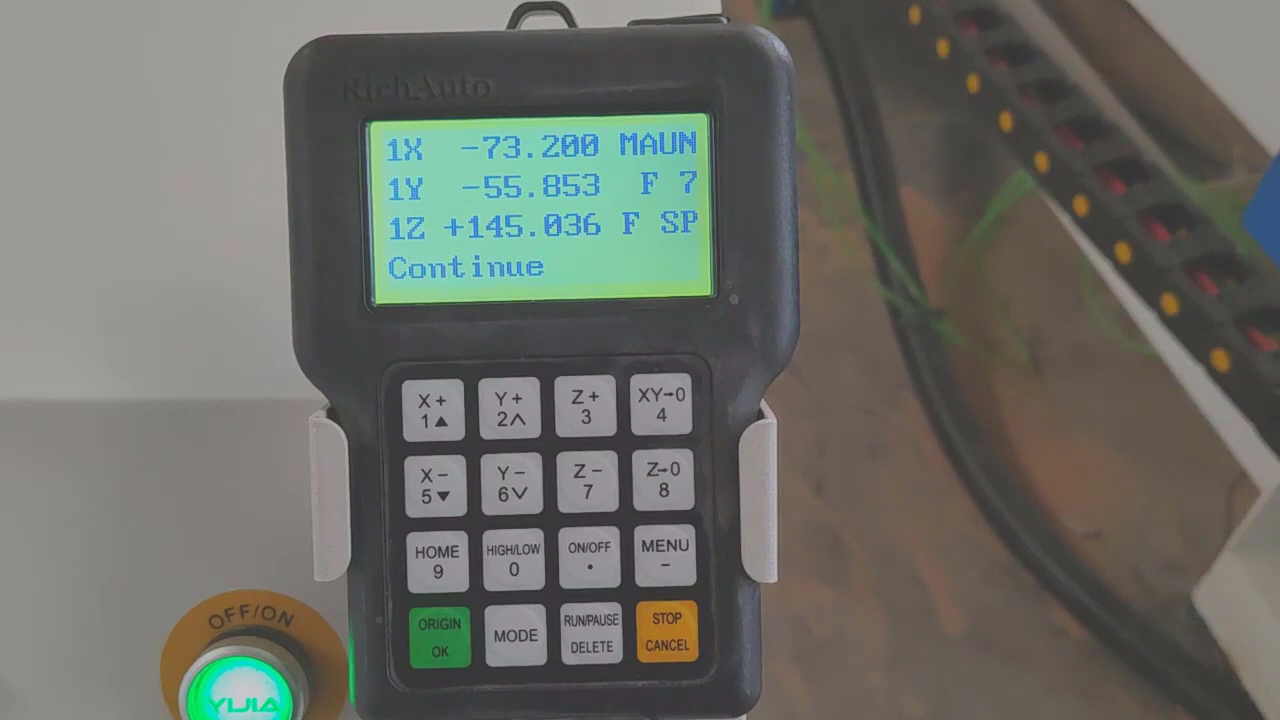 RichAuto
1X -73.200 MAUN
1Y -55.853 F 7
1Z +145.036 F SP
Continue
X+ Y+ Z+ XY→0
1▲ 2∧ 3 4
X- Y- Z- Z→0
5▼ 6∨ 7 8
HOME HIGH/LOW ON/OFF MENU
9 0 • -
ORIGIN MODE RUN/PAUSE STOP
OK DELETE CANCEL
OFF/ON
YIJIA